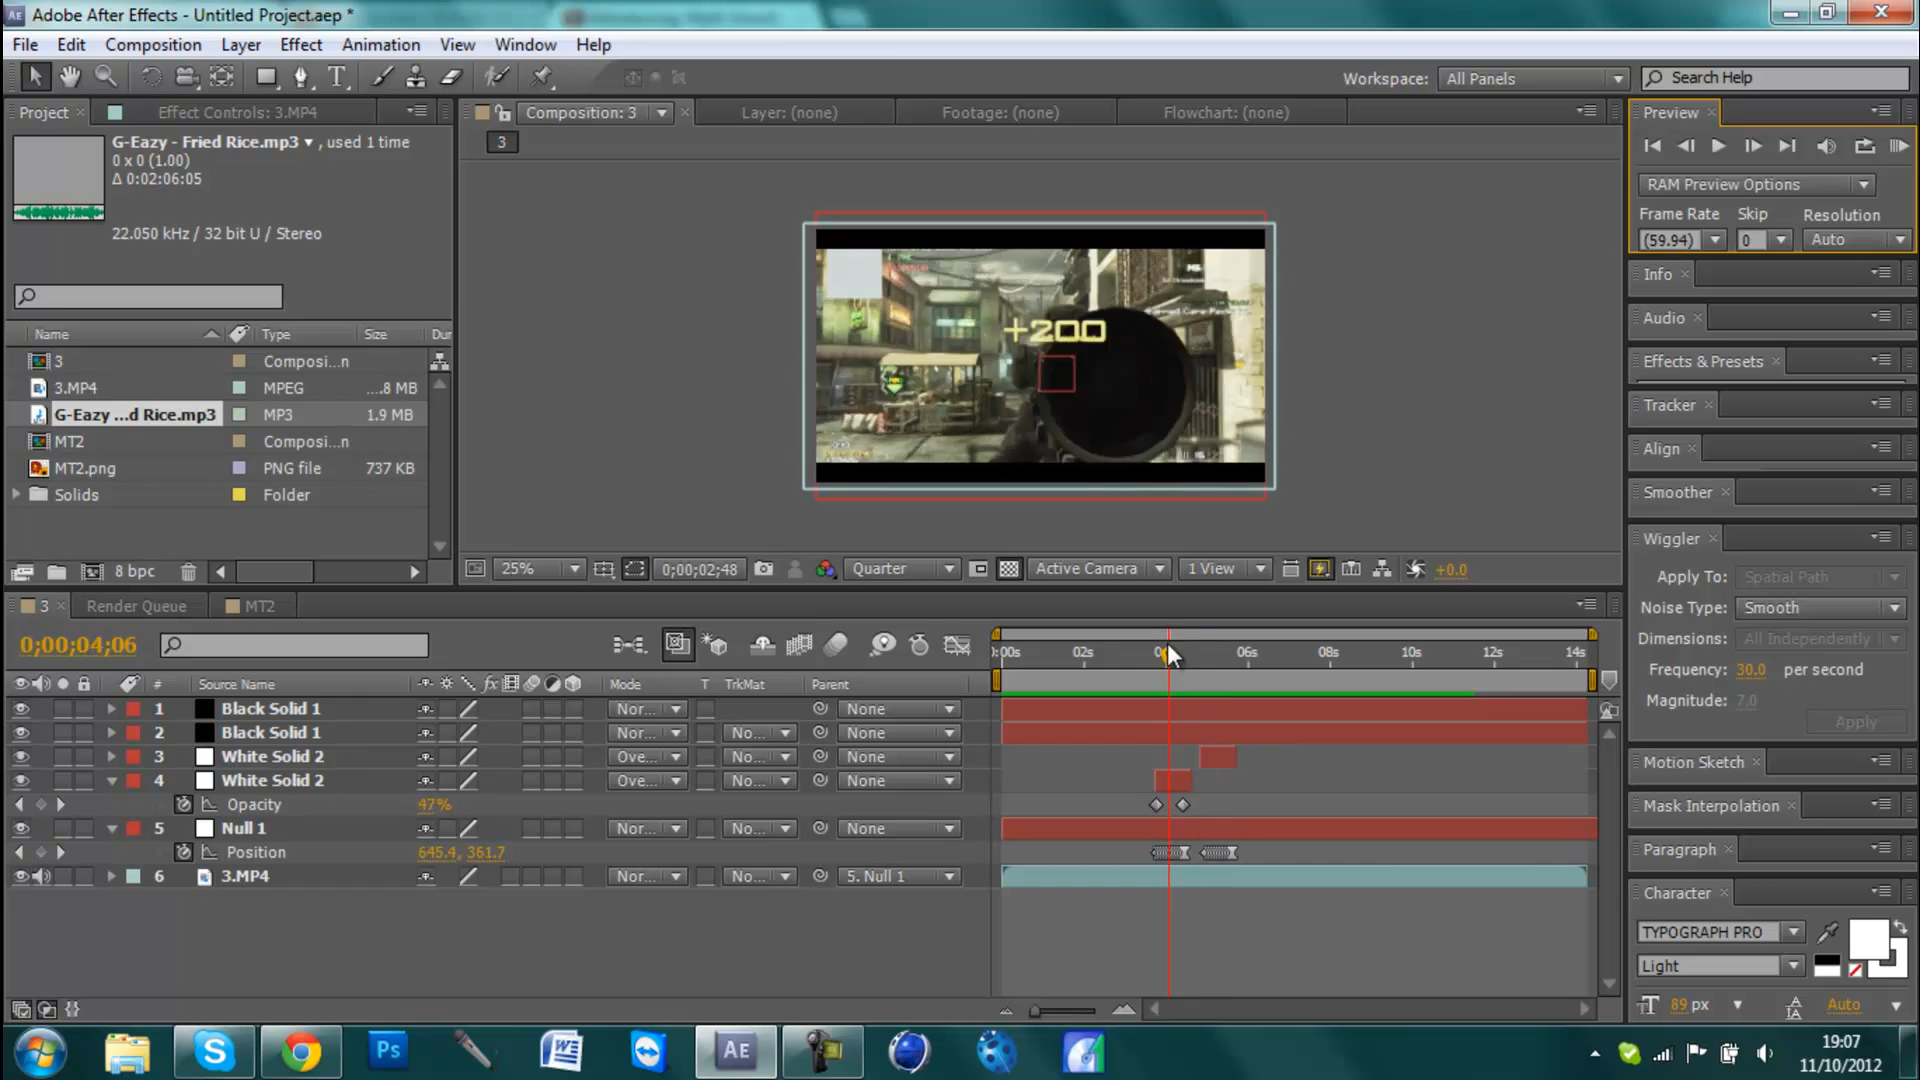 Adobe After Effects - Untitled Project.aep *
File Edit Composition Layer Effect Animation View Window Help
Workspace: All Panels Search Help
Project Effect Controls: 3.MP4 Composition: 3 Layer: (none) Footage: (none) Flowchart: (none) Preview
G-Eazy - Fried Rice.mp3 , used 1 time
0 x 0 (1.00)
Δ 0:02:06:05
22.050 kHz / 32 bit U / Stereo
3
RAM Preview Options
Frame Rate Skip Resolution
(59.94) 0 Auto
Info
Audio
Effects & Presets
Tracker
Align
Smoother
Wiggler
Apply To: Spatial Path
Noise Type: Smooth
Dimensions: All Independently
Frequency: 30.0 per second
Magnitude: 7.0
Apply
Motion Sketch
Mask Interpolation
Paragraph
Character
TYPOGRAPH PRO
Light
89 px Auto
+200
Name Type Size Dur
3 Composi...n
3.MP4 MPEG ....8 MB
G-Eazy ...d Rice.mp3 MP3 1.9 MB
MT2 Composi...n
MT2.png PNG file 737 KB
Solids Folder
8 bpc
25% 0;00;02;48 Quarter Active Camera 1 View +0.0
3 Render Queue MT2
0;00;04;06
:00s 02s 0 06s 08s 10s 12s 14s
# Source Name fx Mode T TrkMat Parent
1 Black Solid 1 Nor... None
2 Black Solid 1 Nor... No... None
3 White Solid 2 Ove... No... None
4 White Solid 2 Ove... No... None
Opacity 47%
5 Null 1 Nor... No... None
Position 645.4, 361.7
6 3.MP4 Nor... No... 5. Null 1
Ps AE
19:07
11/10/2012